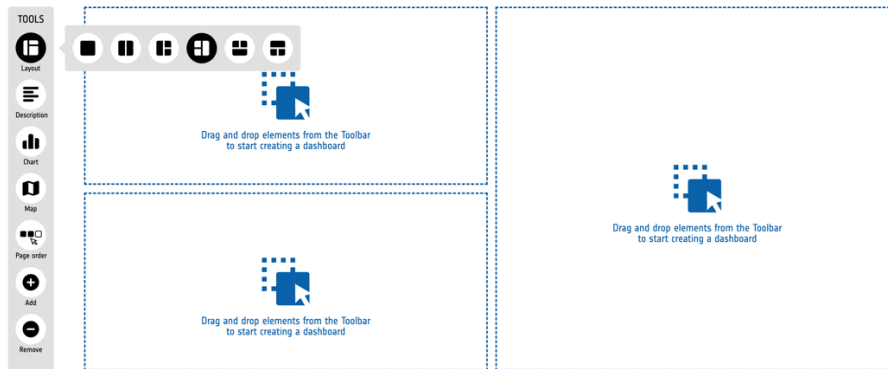 TOOLS
Layout
Description
Chart
Map
Page order
Add
Remove
Drag and drop elements from the Toolbar
to start creating a dashboard
Drag and drop elements from the Toolbar
to start creating a dashboard
Drag and drop elements from the Toolbar
to start creating a dashboard